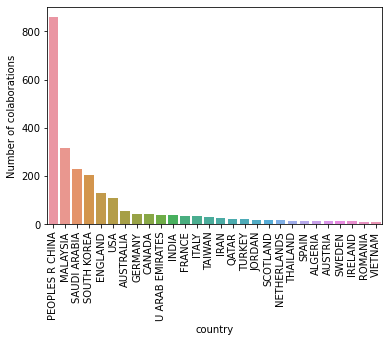 Number of colaborations
800
600
400
200
0
PEOPLES R CHINA
MALAYSIA
SAUDI ARABIA
SOUTH KOREA
ENGLAND
USA
AUSTRALIA
GERMANY
CANADA
U ARAB EMIRATES
INDIA
FRANCE
ITALY
TAIWAN
IRAN
QATAR
TURKEY
JORDAN
SCOTLAND
NETHERLANDS
THAILAND
SPAIN
ALGERIA
AUSTRIA
SWEDEN
IRELAND
ROMANIA
VIETNAM
country